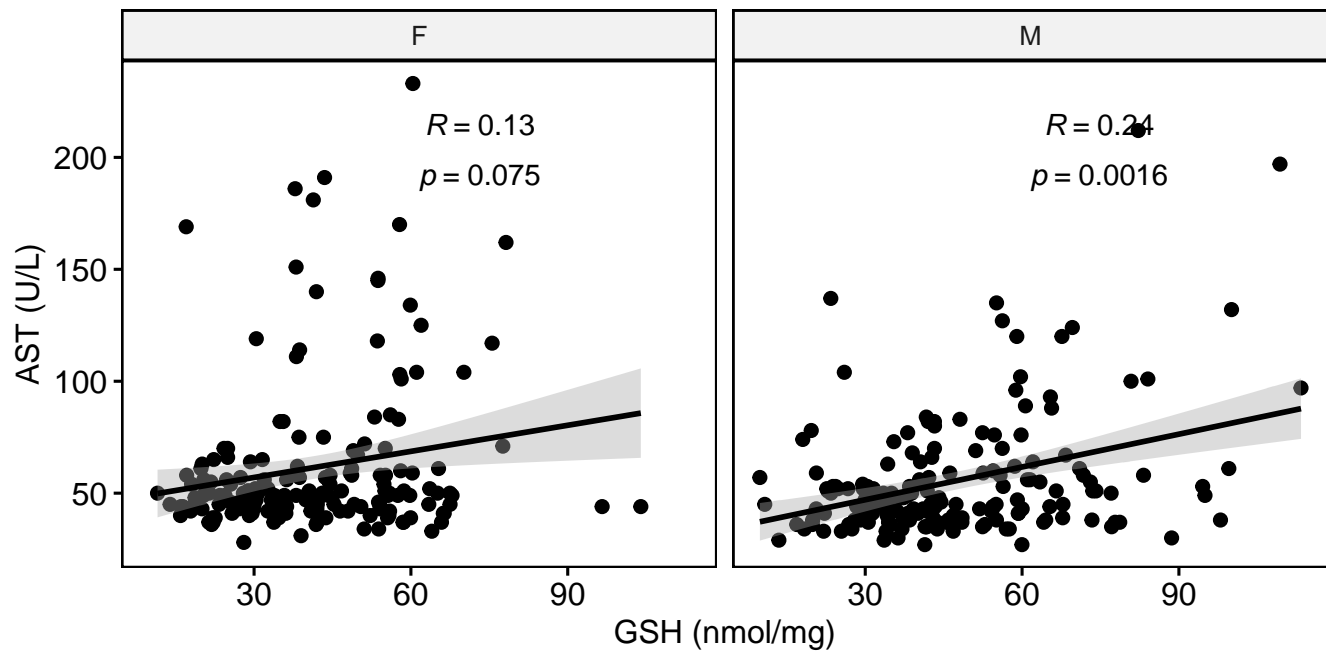 F
M
R = 0.13
p = 0.075
R = 0.24
p = 0.0016
AST (U/L)
200
150
100
50
30
60
90
30
60
90
GSH (nmol/mg)